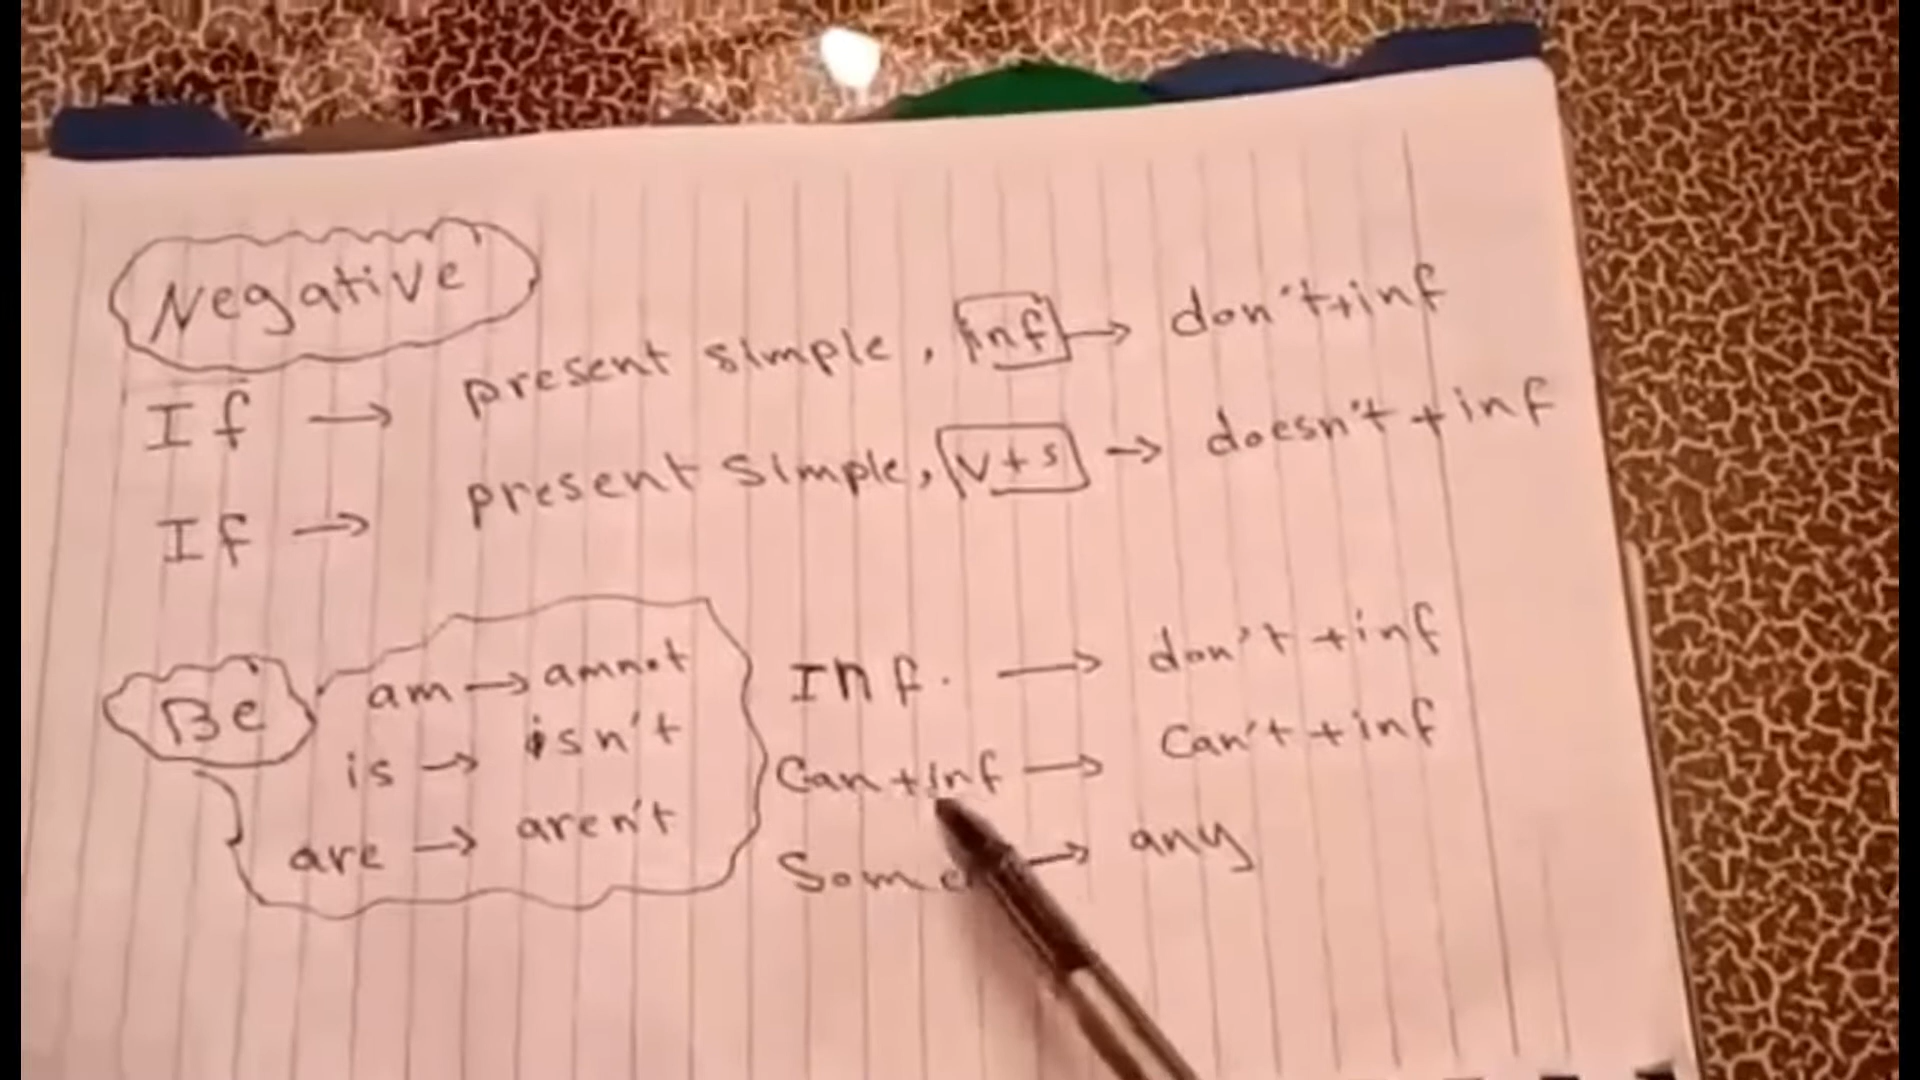 Negative
If → present simple, inf → don't+inf
If → present simple, v+s → doesn't+inf
Be
am → amnot
is → isn't
are → aren't
Inf. → don't+inf
Can+inf → Can't+inf
Some → any